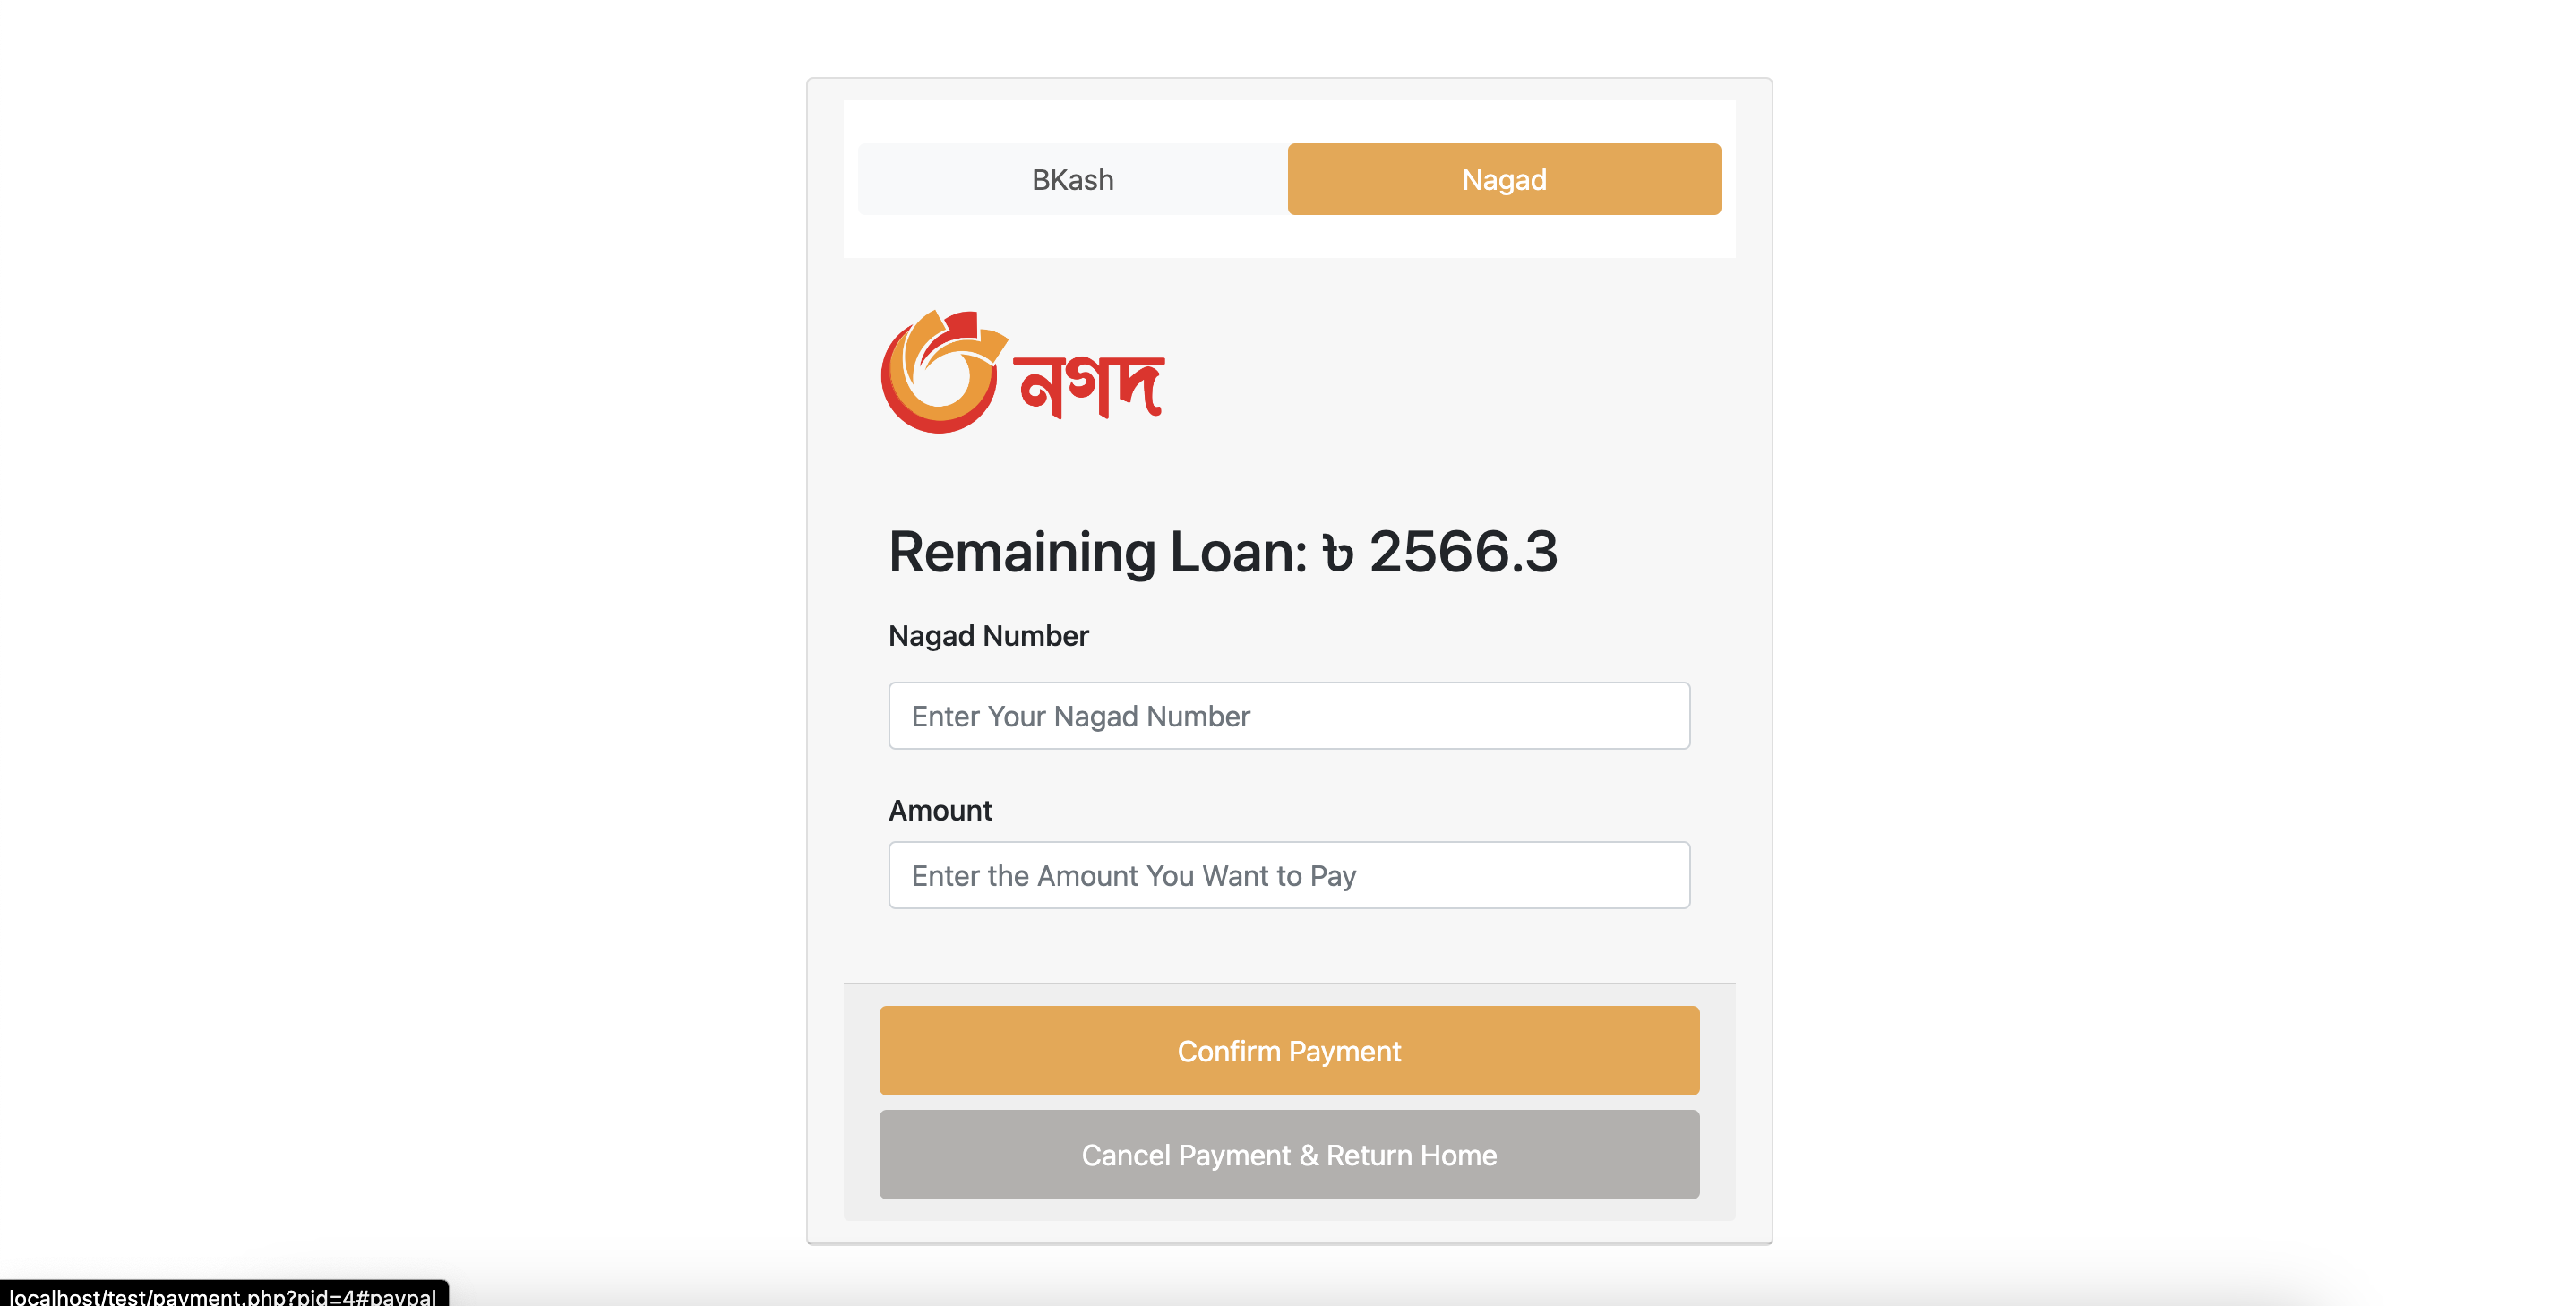 BKash
Nagad
নগদ
Remaining Loan: ৳ 2566.3
Nagad Number
Enter Your Nagad Number
Amount
Enter the Amount You Want to Pay
Confirm Payment
Cancel Payment & Return Home
localhost/test/payment.php?pid=4#paypal